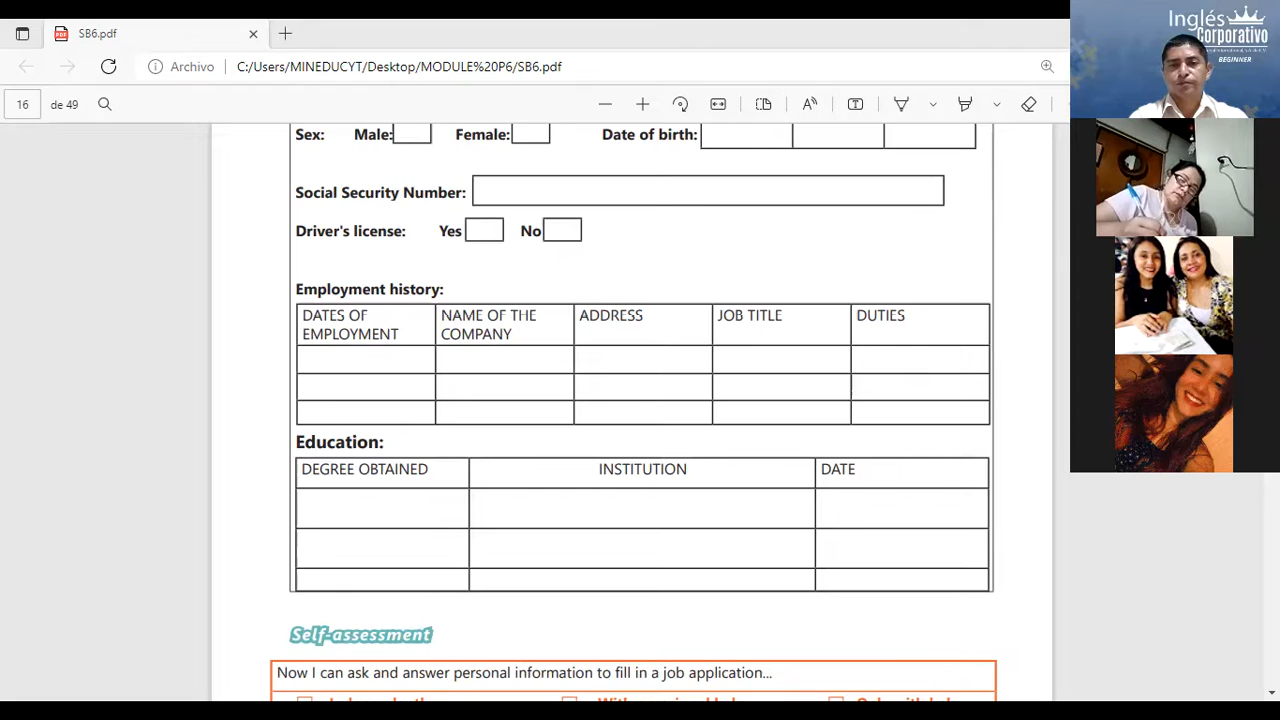 SB6.pdf
Archivo C:/Users/MINEDUCYT/Desktop/MODULE%20P6/SB6.pdf
16 de 49
Sex: Male: Female: Date of birth:
Social Security Number:
Driver's license: Yes No
Employment history:
DATES OF EMPLOYMENT NAME OF THE COMPANY ADDRESS JOB TITLE DUTIES
Education:
DEGREE OBTAINED INSTITUTION DATE
Self-assessment
Now I can ask and answer personal information to fill in a job application...
Inglés
Corporativo
BEGINNER